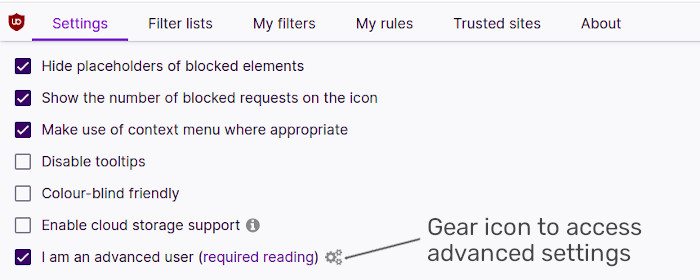 uo Settings Filter lists My filters My rules Trusted sites About
Hide placeholders of blocked elements
Show the number of blocked requests on the icon
Make use of context menu where appropriate
Disable tooltips
Colour-blind friendly
Enable cloud storage support i
I am an advanced user (required reading)
Gear icon to access
advanced settings